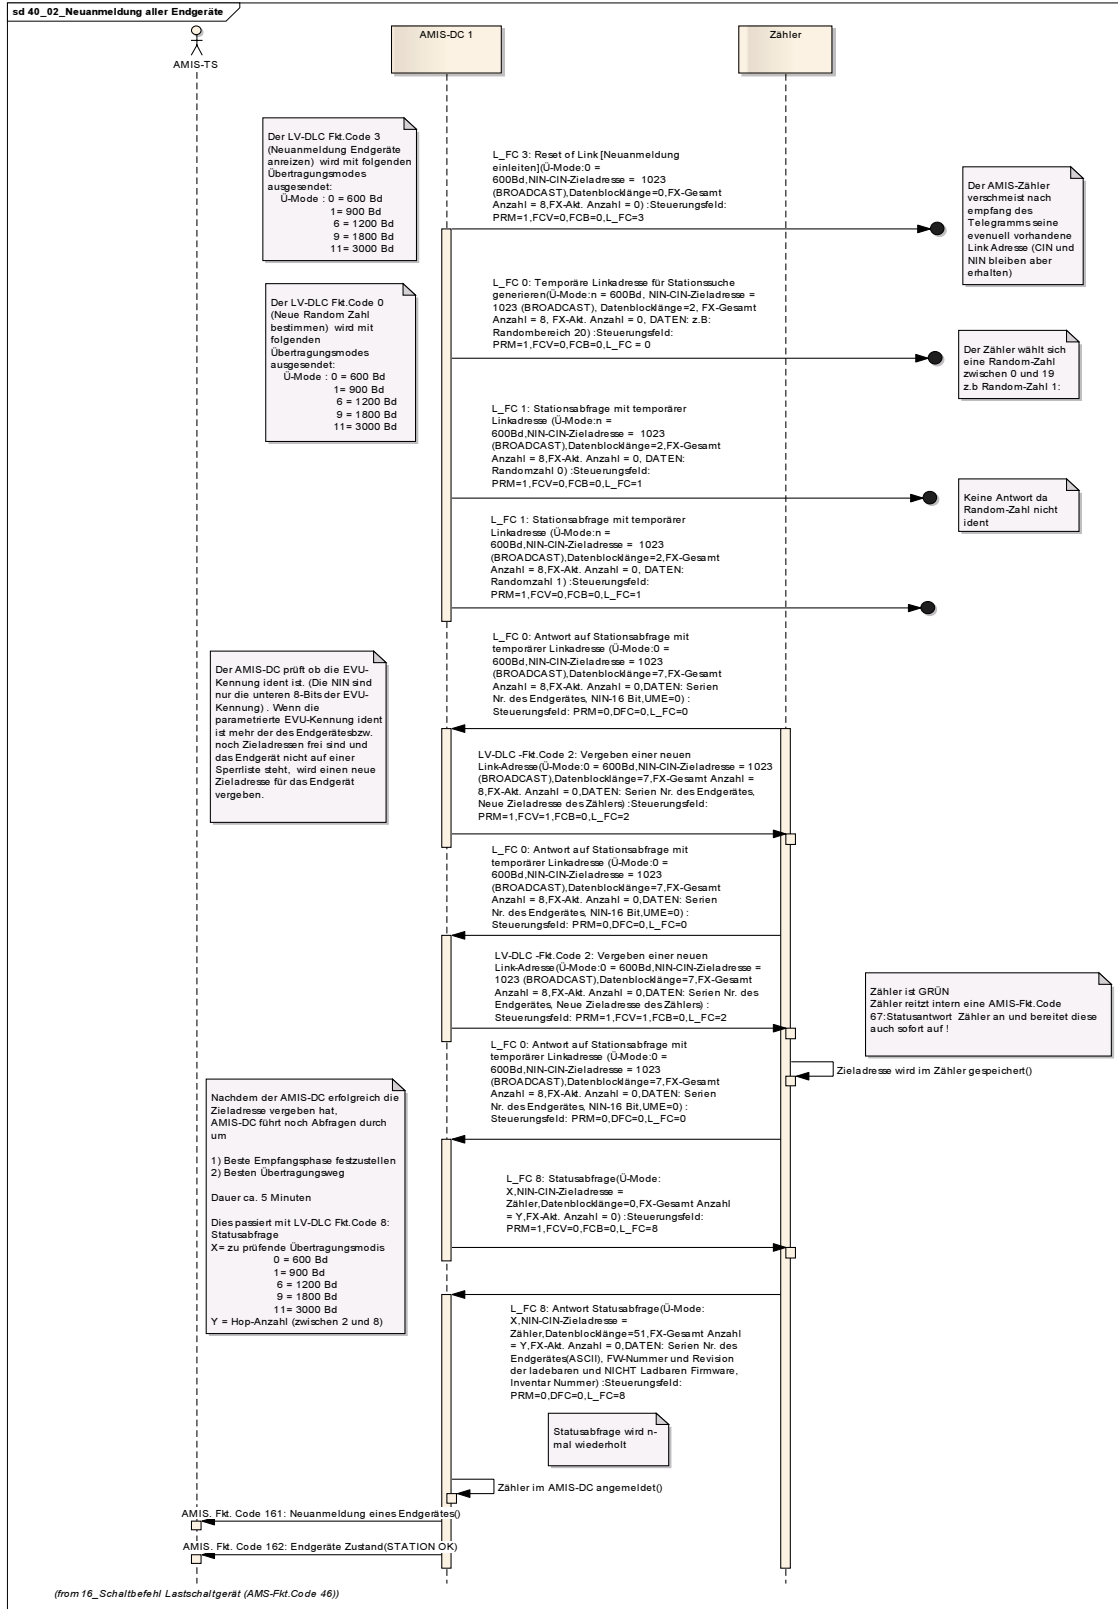 sd 40_02_Neuanmeldung aller Endgeräte
AMIS-TS
AMIS-DC 1
Zähler
Der LV-DLC Fkt.Code 3
(Neuanmeldung Endgeräte
anreizen) wird mit folgenden
Übertragungsmodes
ausgesendet:
Ü-Mode : 0 = 600 Bd
1= 900 Bd
6 = 1200 Bd
9 = 1800 Bd
11= 3000 Bd
L_FC 3: Reset of Link [Neuanmeldung
einleiten](Ü-Mode:0 =
600Bd,NIN-CIN-Zieladresse = 1023
(BROADCAST),Datenblocklänge=0,FX-Gesamt
Anzahl = 8,FX-Akt. Anzahl = 0) :Steuerungsfeld:
PRM=1,FCV=0,FCB=0,L_FC=3
Der AMIS-Zähler
verschmeist nach
empfang des
Telegramms seine
evenuell vorhandene
Link Adresse (CIN und
NIN bleiben aber
erhalten)
Der LV-DLC Fkt.Code 0
(Neue Random Zahl
bestimmen) wird mit
folgenden
Übertragungsmodes
ausgesendet:
Ü-Mode : 0 = 600 Bd
1= 900 Bd
6 = 1200 Bd
9 = 1800 Bd
11= 3000 Bd
L_FC 0: Temporäre Linkadresse für Stationssuche
generieren(Ü-Mode:n = 600Bd, NIN-CIN-Zieladresse =
1023 (BROADCAST), Datenblocklänge=2, FX-Gesamt
Anzahl = 8, FX-Akt. Anzahl = 0, DATEN: z.B:
Randombereich 20) :Steuerungsfeld:
PRM=1,FCV=0,FCB=0,L_FC = 0
Der Zähler wählt sich
eine Random-Zahl
zwischen 0 und 19
z.b Random-Zahl 1:
L_FC 1: Stationsabfrage mit temporärer
Linkadresse (Ü-Mode:n =
600Bd,NIN-CIN-Zieladresse = 1023
(BROADCAST),Datenblocklänge=2,FX-Gesamt
Anzahl = 8,FX-Akt. Anzahl = 0, DATEN:
Randomzahl 0) :Steuerungsfeld:
PRM=1,FCV=0,FCB=0,L_FC=1
Keine Antwort da
Random-Zahl nicht
ident
L_FC 1: Stationsabfrage mit temporärer
Linkadresse (Ü-Mode:n =
600Bd,NIN-CIN-Zieladresse = 1023
(BROADCAST),Datenblocklänge=2,FX-Gesamt
Anzahl = 8,FX-Akt. Anzahl = 0, DATEN:
Randomzahl 1) :Steuerungsfeld:
PRM=1,FCV=0,FCB=0,L_FC=1
L_FC 0: Antwort auf Stationsabfrage mit
temporärer Linkadresse (Ü-Mode:0 =
600Bd,NIN-CIN-Zieladresse = 1023
(BROADCAST),Datenblocklänge=7,FX-Gesamt
Anzahl = 8,FX-Akt. Anzahl = 0,DATEN: Serien
Nr. des Endgerätes, NIN-16 Bit,UME=0) :
Steuerungsfeld: PRM=0,DFC=0,L_FC=0
Der AMIS-DC prüft ob die EVU-
Kennung ident ist. (Die NIN sind
nur die unteren 8-Bits der EVU-
Kennung) . Wenn die
parametrierte EVU-Kennung ident
ist mehr der des Endgerätesbzw.
noch Zieladressen frei sind und
das Endgerät nicht auf einer
Sperrliste steht, wird einen neue
Zieladresse für das Endgerät
vergeben.
LV-DLC -Fkt.Code 2: Vergeben einer neuen
Link-Adresse(Ü-Mode:0 = 600Bd,NIN-CIN-Zieladresse = 1023
(BROADCAST),Datenblocklänge=7,FX-Gesamt Anzahl =
8,FX-Akt. Anzahl = 0,DATEN: Serien Nr. des Endgerätes,
Neue Zieladresse des Zählers) :Steuerungsfeld:
PRM=1,FCV=1,FCB=0,L_FC=2
L_FC 0: Antwort auf Stationsabfrage mit
temporärer Linkadresse (Ü-Mode:0 =
600Bd,NIN-CIN-Zieladresse = 1023
(BROADCAST),Datenblocklänge=7,FX-Gesamt
Anzahl = 8,FX-Akt. Anzahl = 0,DATEN: Serien
Nr. des Endgerätes, NIN-16 Bit,UME=0) :
Steuerungsfeld: PRM=0,DFC=0,L_FC=0
LV-DLC -Fkt.Code 2: Vergeben einer neuen
Link-Adresse(Ü-Mode:0 = 600Bd,NIN-CIN-Zieladresse =
1023 (BROADCAST),Datenblocklänge=7,FX-Gesamt
Anzahl = 8,FX-Akt. Anzahl = 0,DATEN: Serien Nr. des
Endgerätes, Neue Zieladresse des Zählers) :
Steuerungsfeld: PRM=1,FCV=1,FCB=0,L_FC=2
Zähler ist GRÜN
Zähler reitzt intern eine AMIS-Fkt.Code
67:Statusantwort Zähler an und bereitet diese
auch sofort auf !
L_FC 0: Antwort auf Stationsabfrage mit
temporärer Linkadresse (Ü-Mode:0 =
600Bd,NIN-CIN-Zieladresse = 1023
(BROADCAST),Datenblocklänge=7,FX-Gesamt
Anzahl = 8,FX-Akt. Anzahl = 0,DATEN: Serien
Nr. des Endgerätes, NIN-16 Bit,UME=0) :
Steuerungsfeld: PRM=0,DFC=0,L_FC=0
Zieladresse wird im Zähler gespeichert()
Nachdem der AMIS-DC erfolgreich die
Zieladresse vergeben hat,
AMIS-DC führt noch Abfragen durch
um
1) Beste Empfangsphase festzustellen
2) Besten Übertragungsweg
Dauer ca. 5 Minuten
Dies passiert mit LV-DLC Fkt.Code 8:
Statusabfrage
X= zu prüfende Übertragungsmodis
0 = 600 Bd
1= 900 Bd
6 = 1200 Bd
9 = 1800 Bd
11= 3000 Bd
Y = Hop-Anzahl (zwischen 2 und 8)
L_FC 8: Statusabfrage(Ü-Mode:
X,NIN-CIN-Zieladresse =
Zähler,Datenblocklänge=0,FX-Gesamt Anzahl
= Y,FX-Akt. Anzahl = 0) :Steuerungsfeld:
PRM=1,FCV=0,FCB=0,L_FC=8
L_FC 8: Antwort Statusabfrage(Ü-Mode:
X,NIN-CIN-Zieladresse =
Zähler,Datenblocklänge=51,FX-Gesamt Anzahl
= Y,FX-Akt. Anzahl = 0,DATEN: Serien Nr. des
Endgerätes(ASCII), FW-Nummer und Revision
der ladebaren und NICHT Ladbaren Firmware,
Inventar Nummer) :Steuerungsfeld:
PRM=0,DFC=0,L_FC=8
Statusabfrage wird n-
mal wiederholt
Zähler im AMIS-DC angemeldet()
AMIS. Fkt. Code 161: Neuanmeldung eines Endgerätes()
AMIS. Fkt. Code 162: Endgeräte Zustand(STATION OK)
(from 16_Schaltbefehl Lastschaltgerät (AMS-Fkt.Code 46))